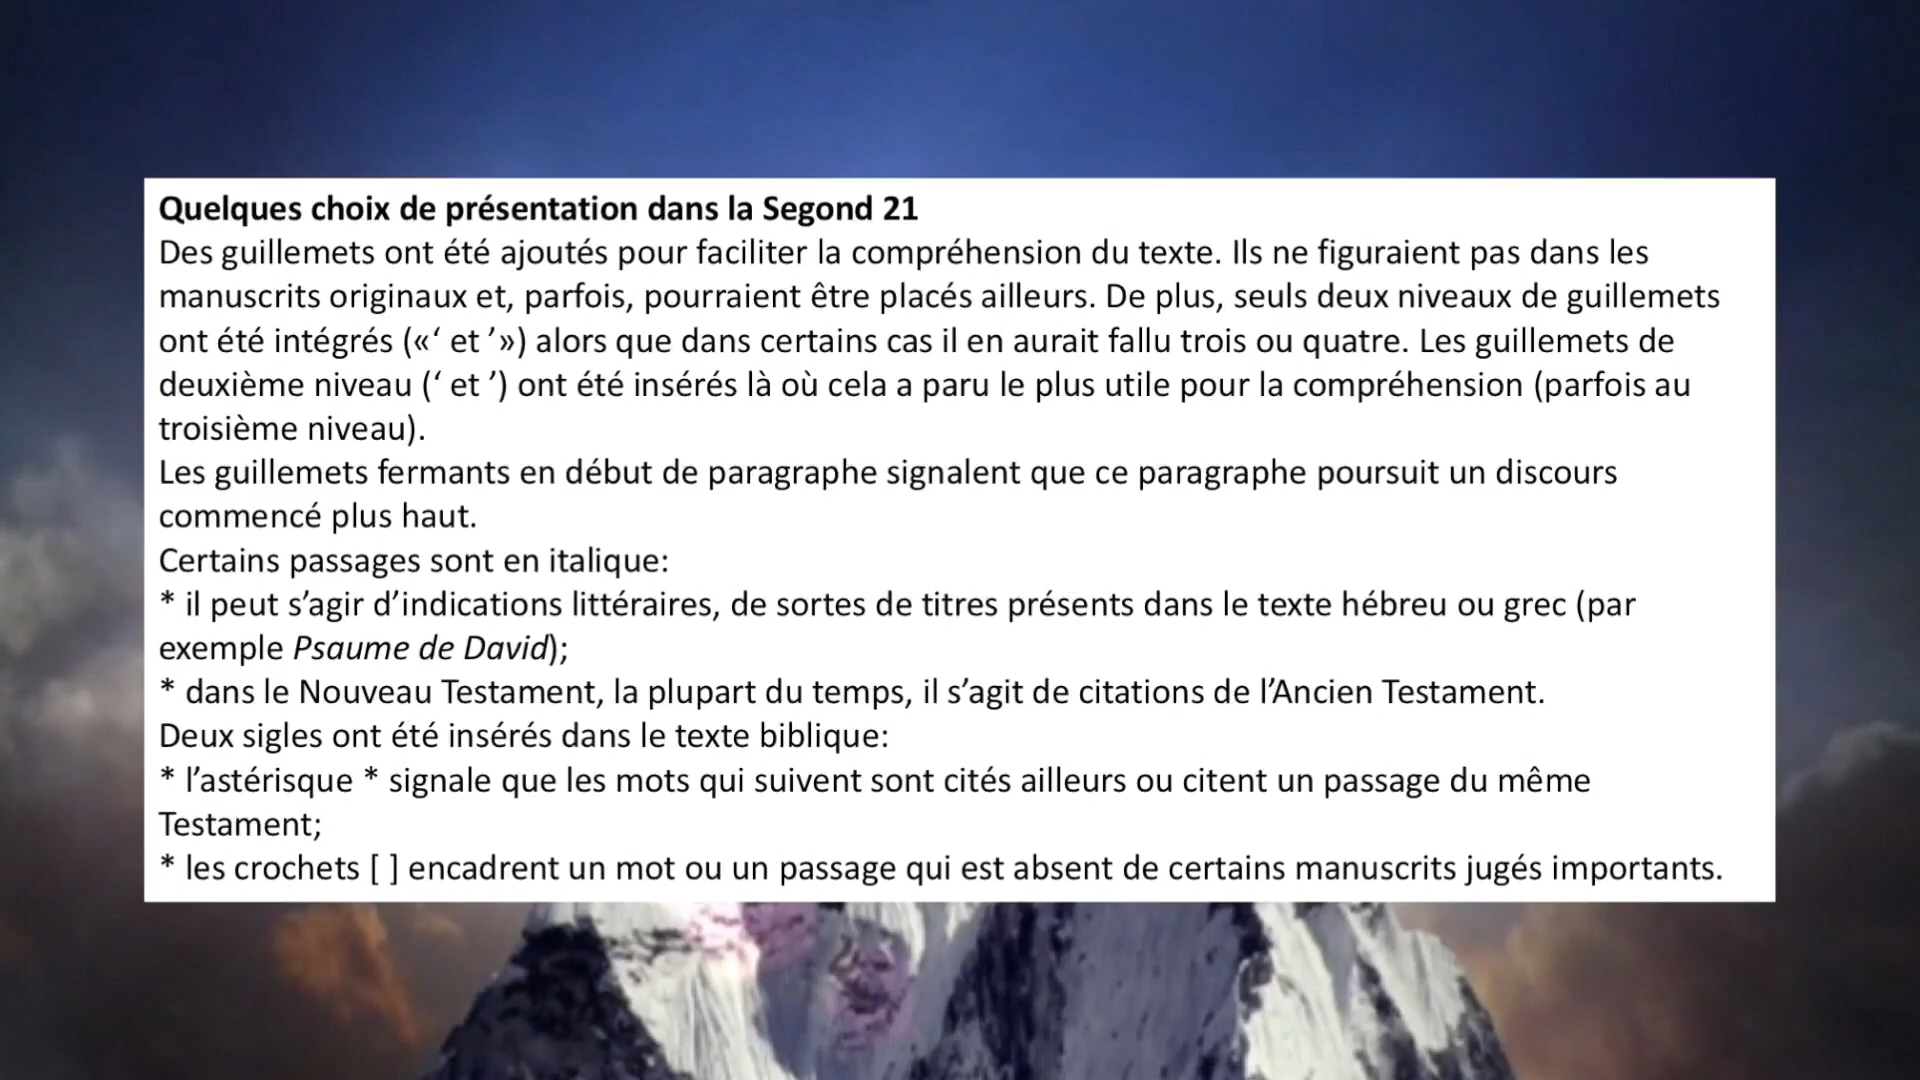 Quelques choix de présentation dans la Segond 21
Des guillemets ont été ajoutés pour faciliter la compréhension du texte. Ils ne figuraient pas dans les
manuscrits originaux et, parfois, pourraient être placés ailleurs. De plus, seuls deux niveaux de guillemets
ont été intégrés («‘ et ’») alors que dans certains cas il en aurait fallu trois ou quatre. Les guillemets de
deuxième niveau (‘ et ’) ont été insérés là où cela a paru le plus utile pour la compréhension (parfois au
troisième niveau).
Les guillemets fermants en début de paragraphe signalent que ce paragraphe poursuit un discours
commencé plus haut.
Certains passages sont en italique:
* il peut s’agir d’indications littéraires, de sortes de titres présents dans le texte hébreu ou grec (par
exemple Psaume de David);
* dans le Nouveau Testament, la plupart du temps, il s’agit de citations de l’Ancien Testament.
Deux sigles ont été insérés dans le texte biblique:
* l’astérisque * signale que les mots qui suivent sont cités ailleurs ou citent un passage du même
Testament;
* les crochets [ ] encadrent un mot ou un passage qui est absent de certains manuscrits jugés importants.